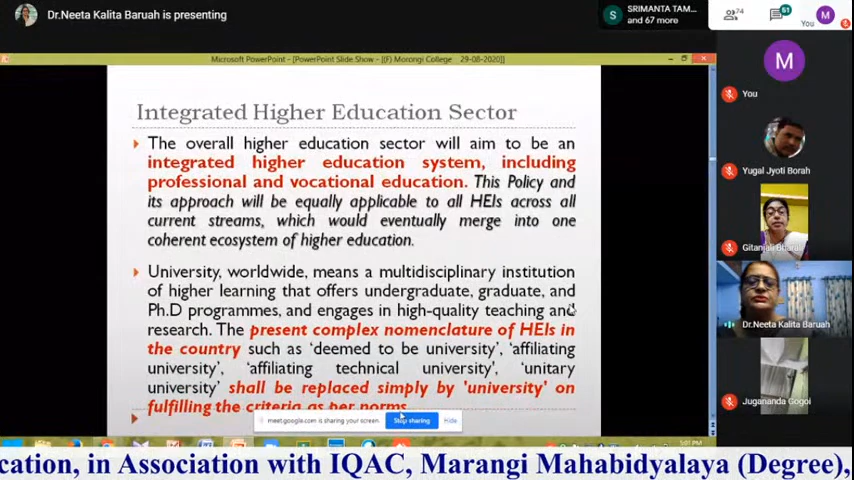 Dr.Neeta Kalita Baruah is presenting
S
SRIMANTA TAM...
and 67 more
74
61
You
M
Microsoft PowerPoint - [PowerPoint Slide Show - [(F) Morangi College 29-08-2020]]
Integrated Higher Education Sector
The overall higher education sector will aim to be an
integrated higher education system, including
professional and vocational education. This Policy and
its approach will be equally applicable to all HEIs across all
current streams, which would eventually merge into one
coherent ecosystem of higher education.
University, worldwide, means a multidisciplinary institution
of higher learning that offers undergraduate, graduate, and
Ph.D programmes, and engages in high-quality teaching and
research. The present complex nomenclature of HEIs in
the country such as 'deemed to be university', 'affiliating
university', 'affiliating technical university', 'unitary
university' shall be replaced simply by 'university' on
fulfilling the criteria as per norms.
meet.google.com is sharing your screen.
Stop sharing
Hide
5:01 PM
M
You
Yugal Jyoti Borah
Gitanjali Bharali
Dr.Neeta Kalita Baruah
Jugananda Gogoi
cation, in Association with IQAC, Marangi Mahabidyalaya (Degree),